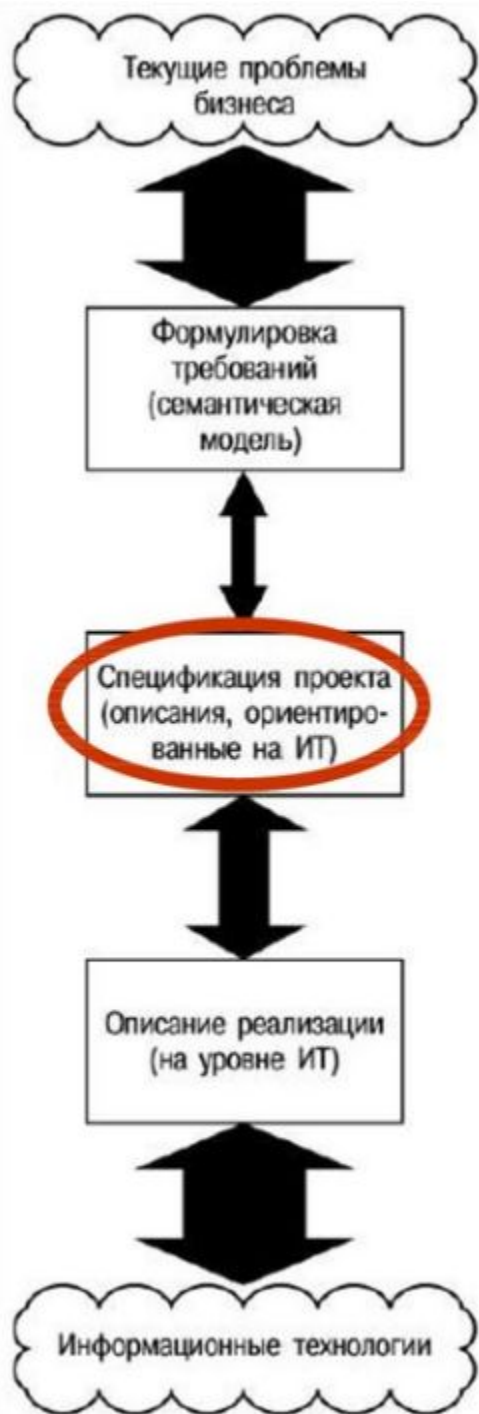 Текущие проблемы
бизнеса
Формулировка
требований
(семантическая
модель)
Спецификация проекта
(описания, ориентиро-
ванные на ИТ)
Описание реализации
(на уровне ИТ)
Информационные технологии